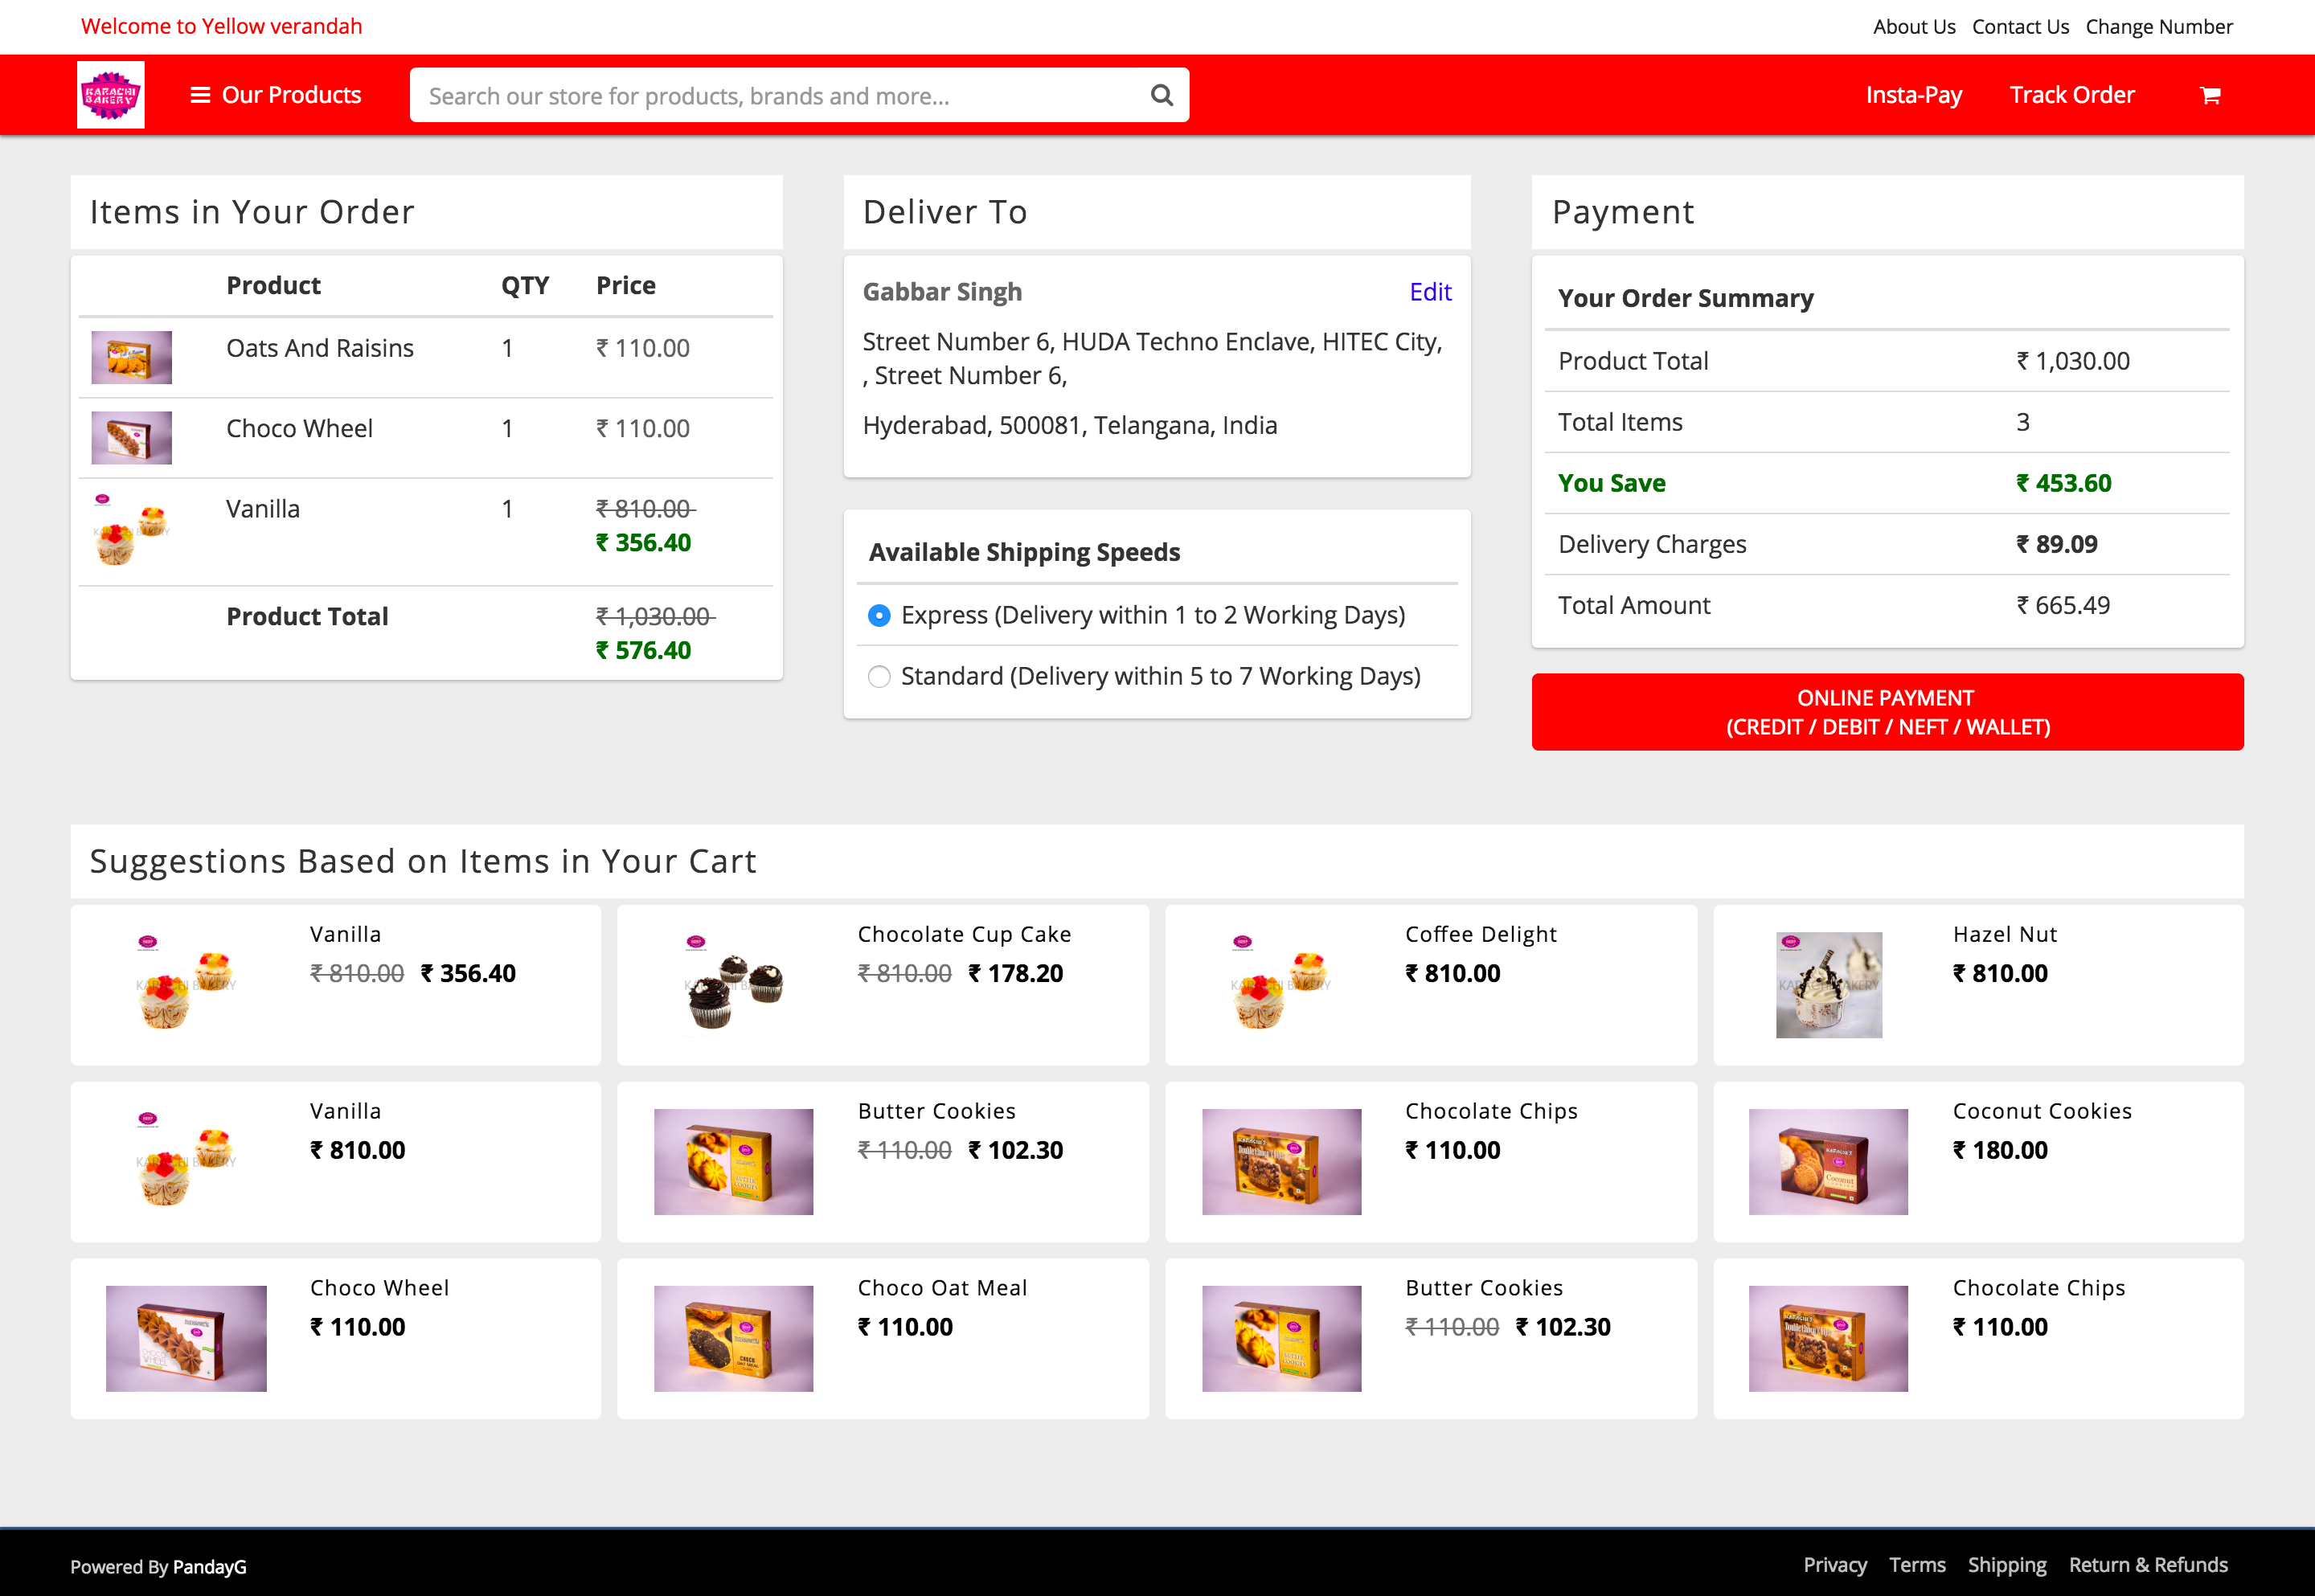 Welcome to Yellow verandah
About Us Contact Us Change Number
KARACHI
BAKERY
Our Products
Search our store for products, brands and more...
Insta-Pay Track Order
Items in Your Order
Product QTY Price
Oats And Raisins 1 ₹ 110.00
Choco Wheel 1 ₹ 110.00
Vanilla 1 ₹ 810.00
₹ 356.40
Product Total ₹ 1,030.00
₹ 576.40
Deliver To
Gabbar Singh Edit
Street Number 6, HUDA Techno Enclave, HITEC City,
, Street Number 6,
Hyderabad, 500081, Telangana, India
Available Shipping Speeds
Express (Delivery within 1 to 2 Working Days)
Standard (Delivery within 5 to 7 Working Days)
Payment
Your Order Summary
Product Total ₹ 1,030.00
Total Items 3
You Save ₹ 453.60
Delivery Charges ₹ 89.09
Total Amount ₹ 665.49
ONLINE PAYMENT
(CREDIT / DEBIT / NEFT / WALLET)
Suggestions Based on Items in Your Cart
Vanilla
₹ 810.00 ₹ 356.40
Chocolate Cup Cake
₹ 810.00 ₹ 178.20
Coffee Delight
₹ 810.00
Hazel Nut
₹ 810.00
Vanilla
₹ 810.00
Butter Cookies
₹ 110.00 ₹ 102.30
Chocolate Chips
₹ 110.00
Coconut Cookies
₹ 180.00
Choco Wheel
₹ 110.00
Choco Oat Meal
₹ 110.00
Butter Cookies
₹ 110.00 ₹ 102.30
Chocolate Chips
₹ 110.00
Powered By PandayG
Privacy Terms Shipping Return & Refunds